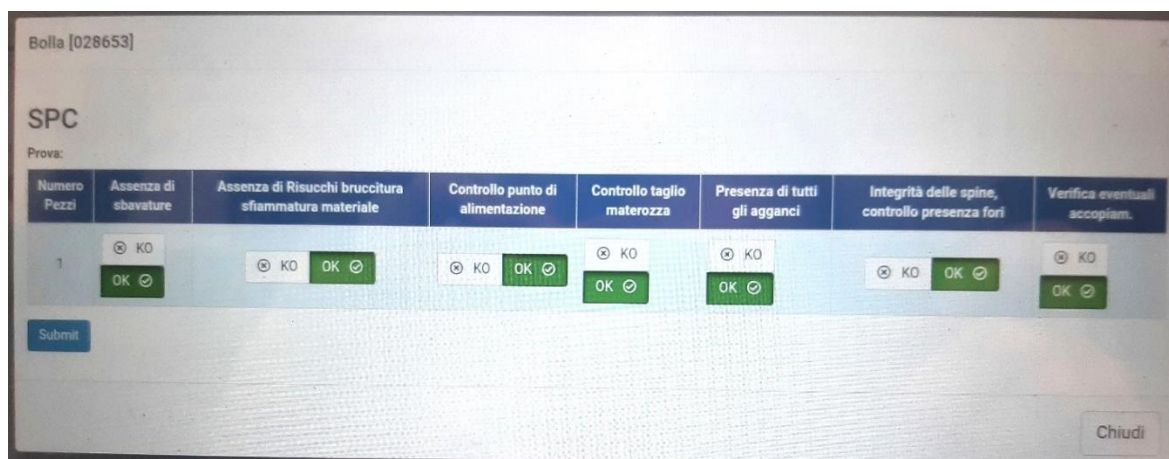 Bolla [028653]
SPC
Prova:
Numero Pezzi
Assenza di sbavature
Assenza di Risucchi bruccitura sfiammatura materiale
Controllo punto di alimentazione
Controllo taglio materozza
Presenza di tutti gli agganci
Integrità delle spine, controllo presenza fori
Verifica eventuali accopiam.
1
KO
OK
KO OK
KO OK
KO
OK
KO
OK
KO OK
KO
OK
Submit
Chiudi